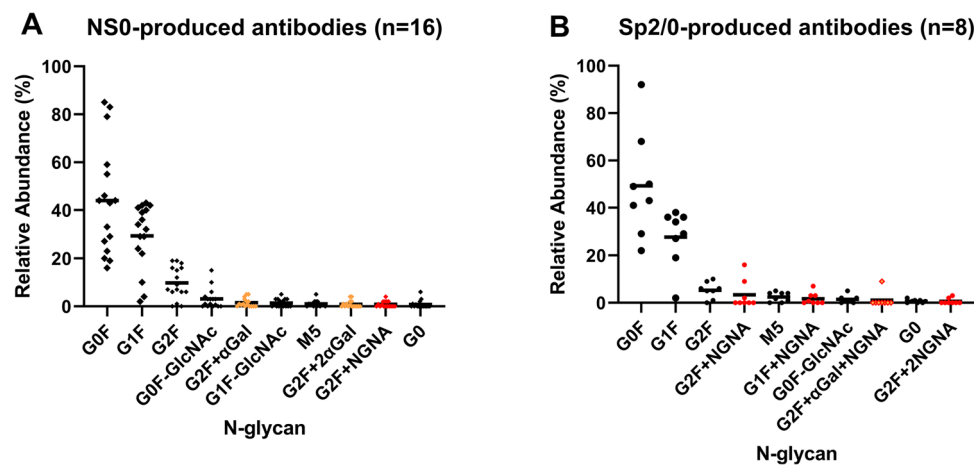 A
NS0-produced antibodies (n=16)
Relative Abundance (%)
100
80
60
40
20
0
G0F
G1F
G2F
G0F-GlcNAc
G2F+αGal
G1F-GlcNAc
M5
G2F+2αGal
G2F+NGNA
G0
N-glycan
B
Sp2/0-produced antibodies (n=8)
Relative Abundance (%)
100
80
60
40
20
0
G0F
G1F
G2F
G2F+NGNA
M5
G1F+NGNA
G0F-GlcNAc
G2F+αGal+NGNA
G0
G2F+2NGNA
N-glycan